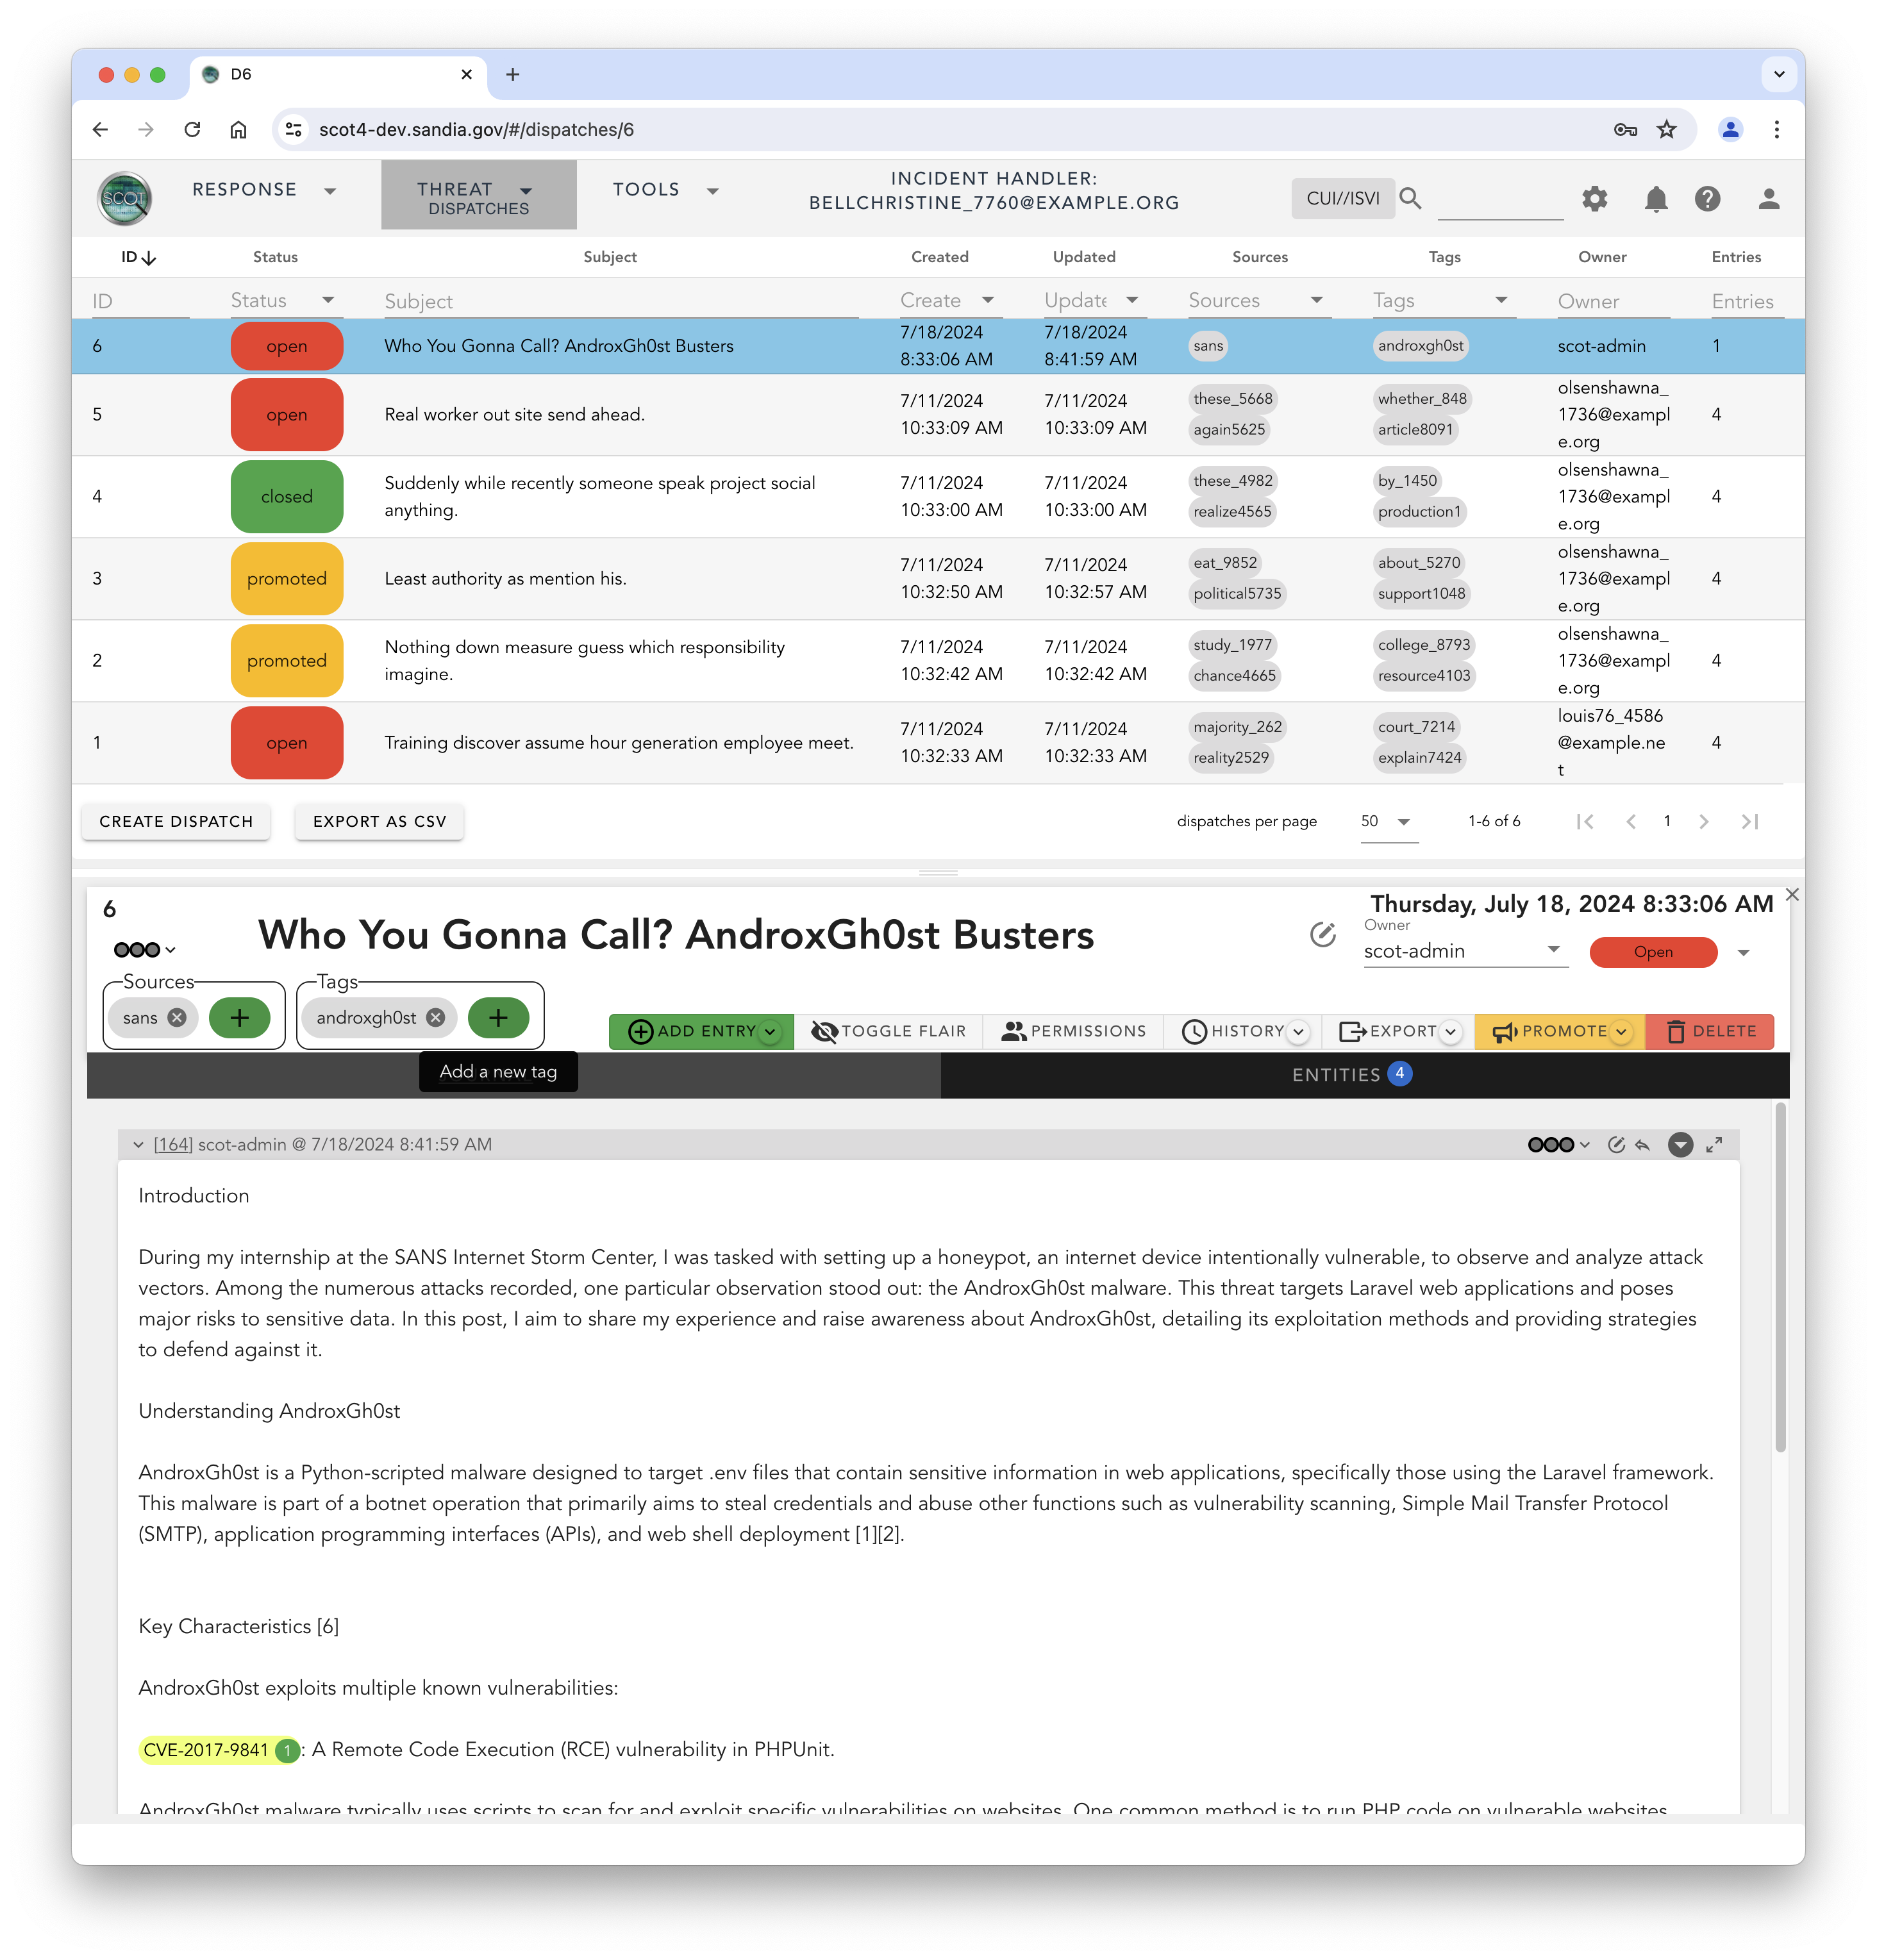 D6
scot4-dev.sandia.gov/#/dispatches/6
SCOT
RESPONSE
THREAT
DISPATCHES
TOOLS
INCIDENT HANDLER:
BELLCHRISTINE_7760@EXAMPLE.ORG
CUI//ISVI
ID Status Subject Created Updated Sources Tags Owner Entries
ID Status Subject Create Update Sources Tags Owner Entries
6 open Who You Gonna Call? AndroxGh0st Busters 7/18/2024 8:33:06 AM 7/18/2024 8:41:59 AM sans androxgh0st scot-admin 1
5 open Real worker out site send ahead. 7/11/2024 10:33:09 AM 7/11/2024 10:33:09 AM these_5668 again5625 whether_848 article8091 olsenshawna_1736@example.org 4
4 closed Suddenly while recently someone speak project social anything. 7/11/2024 10:33:00 AM 7/11/2024 10:33:00 AM these_4982 realize4565 by_1450 production1 olsenshawna_1736@example.org 4
3 promoted Least authority as mention his. 7/11/2024 10:32:50 AM 7/11/2024 10:32:57 AM eat_9852 political5735 about_5270 support1048 olsenshawna_1736@example.org 4
2 promoted Nothing down measure guess which responsibility imagine. 7/11/2024 10:32:42 AM 7/11/2024 10:32:42 AM study_1977 chance4665 college_8793 resource4103 olsenshawna_1736@example.org 4
1 open Training discover assume hour generation employee meet. 7/11/2024 10:32:33 AM 7/11/2024 10:32:33 AM majority_262 reality2529 court_7214 explain7424 louis76_4586@example.net 4
CREATE DISPATCH EXPORT AS CSV dispatches per page 50 1-6 of 6 1
6
Who You Gonna Call? AndroxGh0st Busters
Thursday, July 18, 2024 8:33:06 AM
Owner
scot-admin
Open
Sources
sans
Tags
androxgh0st
ADD ENTRY TOGGLE FLAIR PERMISSIONS HISTORY EXPORT PROMOTE DELETE
Add a new tag
ENTITIES 4
[164] scot-admin @ 7/18/2024 8:41:59 AM
Introduction
During my internship at the SANS Internet Storm Center, I was tasked with setting up a honeypot, an internet device intentionally vulnerable, to observe and analyze attack
vectors. Among the numerous attacks recorded, one particular observation stood out: the AndroxGh0st malware. This threat targets Laravel web applications and poses
major risks to sensitive data. In this post, I aim to share my experience and raise awareness about AndroxGh0st, detailing its exploitation methods and providing strategies
to defend against it.
Understanding AndroxGh0st
AndroxGh0st is a Python-scripted malware designed to target .env files that contain sensitive information in web applications, specifically those using the Laravel framework.
This malware is part of a botnet operation that primarily aims to steal credentials and abuse other functions such as vulnerability scanning, Simple Mail Transfer Protocol
(SMTP), application programming interfaces (APIs), and web shell deployment [1][2].
Key Characteristics [6]
AndroxGh0st exploits multiple known vulnerabilities:
CVE-2017-9841 1 : A Remote Code Execution (RCE) vulnerability in PHPUnit.
AndroxGh0st malware typically uses scripts to scan for and exploit specific vulnerabilities on websites. One common method is to run PHP code on vulnerable websites